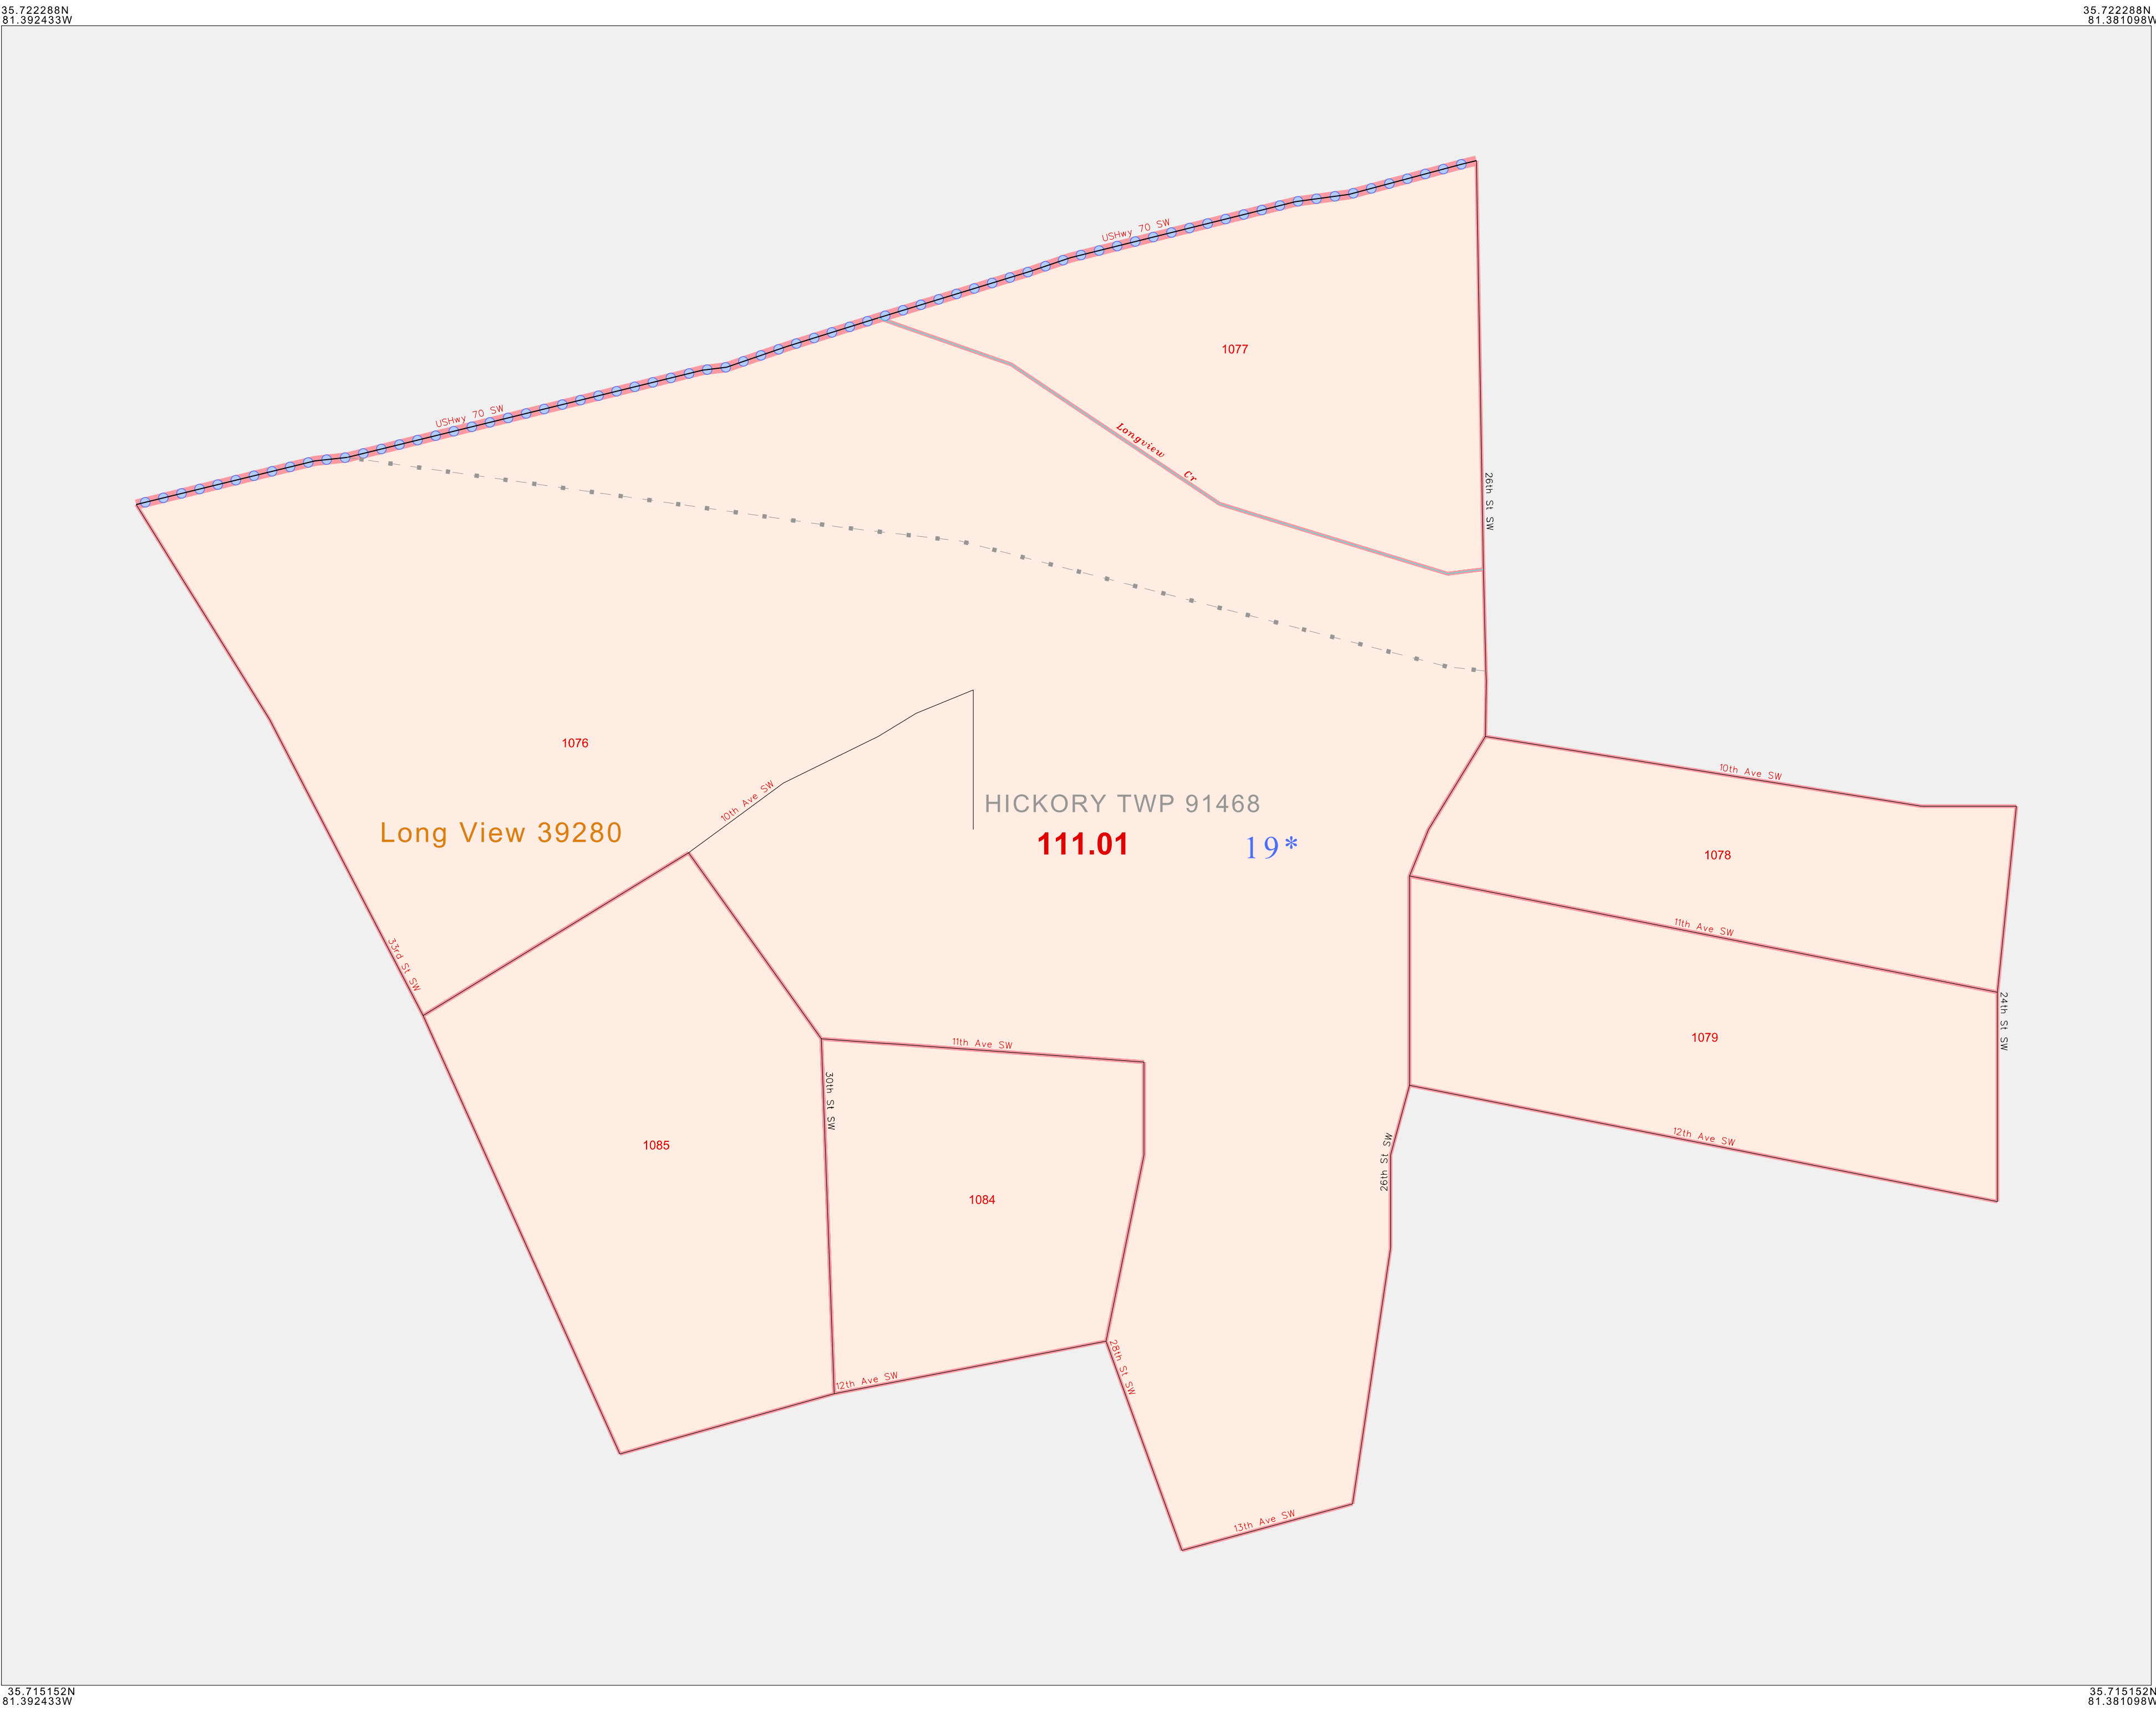 35.722288N
81.392433W
35.722288N
81.381098W
USHwy 70 SW
USHwy 70 SW
1077
Longview Cr
26th St SW
1076
10th Ave SW
10th Ave SW
HICKORY TWP 91468
Long View 39280
111.01
19*
1078
11th Ave SW
33rd St SW
24th St SW
11th Ave SW
1079
30th St SW
12th Ave SW
26th St SW
1085
1084
28th St SW
12th Ave SW
13th Ave SW
35.715152N
81.392433W
35.715152N
81.381098W